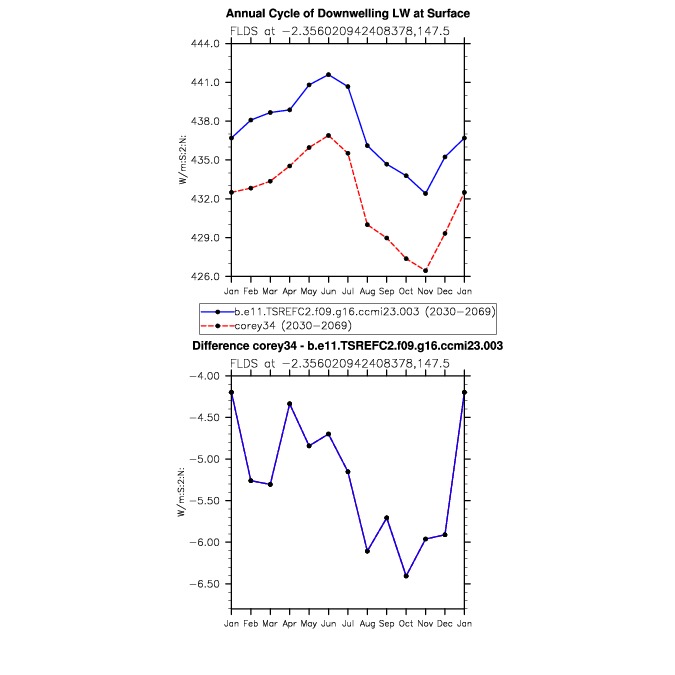 Annual Cycle of Downwelling LW at Surface
FLDS at −2.356020942408378,147.5
444.0
441.0
438.0
435.0
432.0
429.0
426.0
W/m:S:2:N:
Jan Feb Mar Apr May Jun Jul Aug Sep Oct Nov Dec Jan
b.e11.TSREFC2.f09.g16.ccmi23.003 (2030−2069)
corey34 (2030−2069)
Difference corey34 - b.e11.TSREFC2.f09.g16.ccmi23.003
FLDS at −2.356020942408378,147.5
−4.00
−4.50
−5.00
−5.50
−6.00
−6.50
W/m:S:2:N:
Jan Feb Mar Apr May Jun Jul Aug Sep Oct Nov Dec Jan